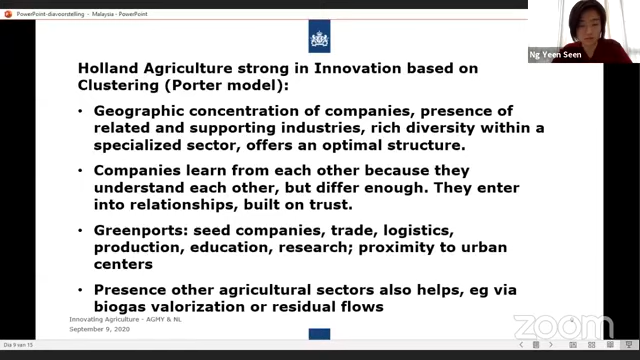 PowerPoint-diavoorstelling - Malaysia - PowerPoint
Ng Yeen Seen
Holland Agriculture strong in Innovation based on
Clustering (Porter model):
• Geographic concentration of companies, presence of
related and supporting industries, rich diversity within a
specialized sector, offers an optimal structure.
• Companies learn from each other because they
understand each other, but differ enough. They enter
into relationships, built on trust.
• Greenports: seed companies, trade, logistics,
production, education, research; proximity to urban
centers
• Presence other agricultural sectors also helps, eg via
biogas valorization or residual flows
Innovating Agriculture - AGMY & NL
September 9, 2020
zoom
Dia 9 van 15